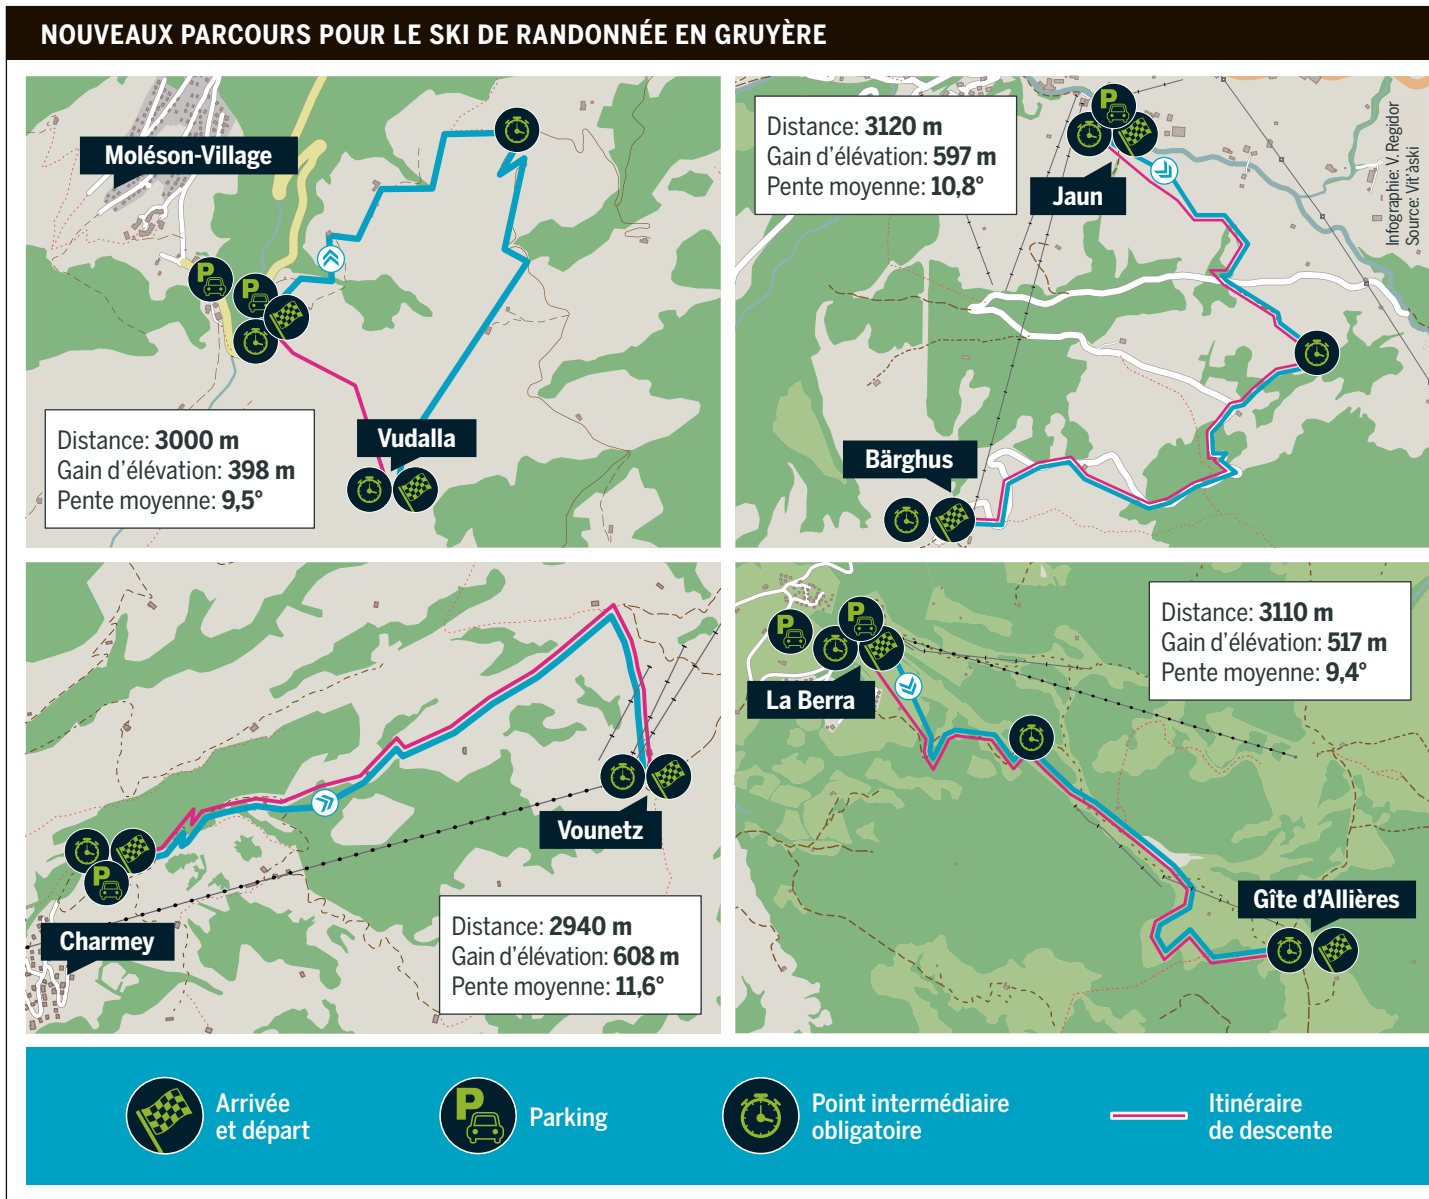 NOUVEAUX PARCOURS POUR LE SKI DE RANDONNÉE EN GRUYÈRE
Moléson-Village
P
P
Vudalla
Distance: 3000 m
Gain d'élévation: 398 m
Pente moyenne: 9,5°
Distance: 3120 m
Gain d'élévation: 597 m
Pente moyenne: 10,8°
P
Jaun
Infographie: V. Regidor
Source: Vit'àski
Bärghus
Vounetz
P
Charmey
Distance: 2940 m
Gain d'élévation: 608 m
Pente moyenne: 11,6°
P
P
La Berra
Distance: 3110 m
Gain d'élévation: 517 m
Pente moyenne: 9,4°
Gîte d'Allières
Arrivée
et départ
P
Parking
Point intermédiaire
obligatoire
Itinéraire
de descente